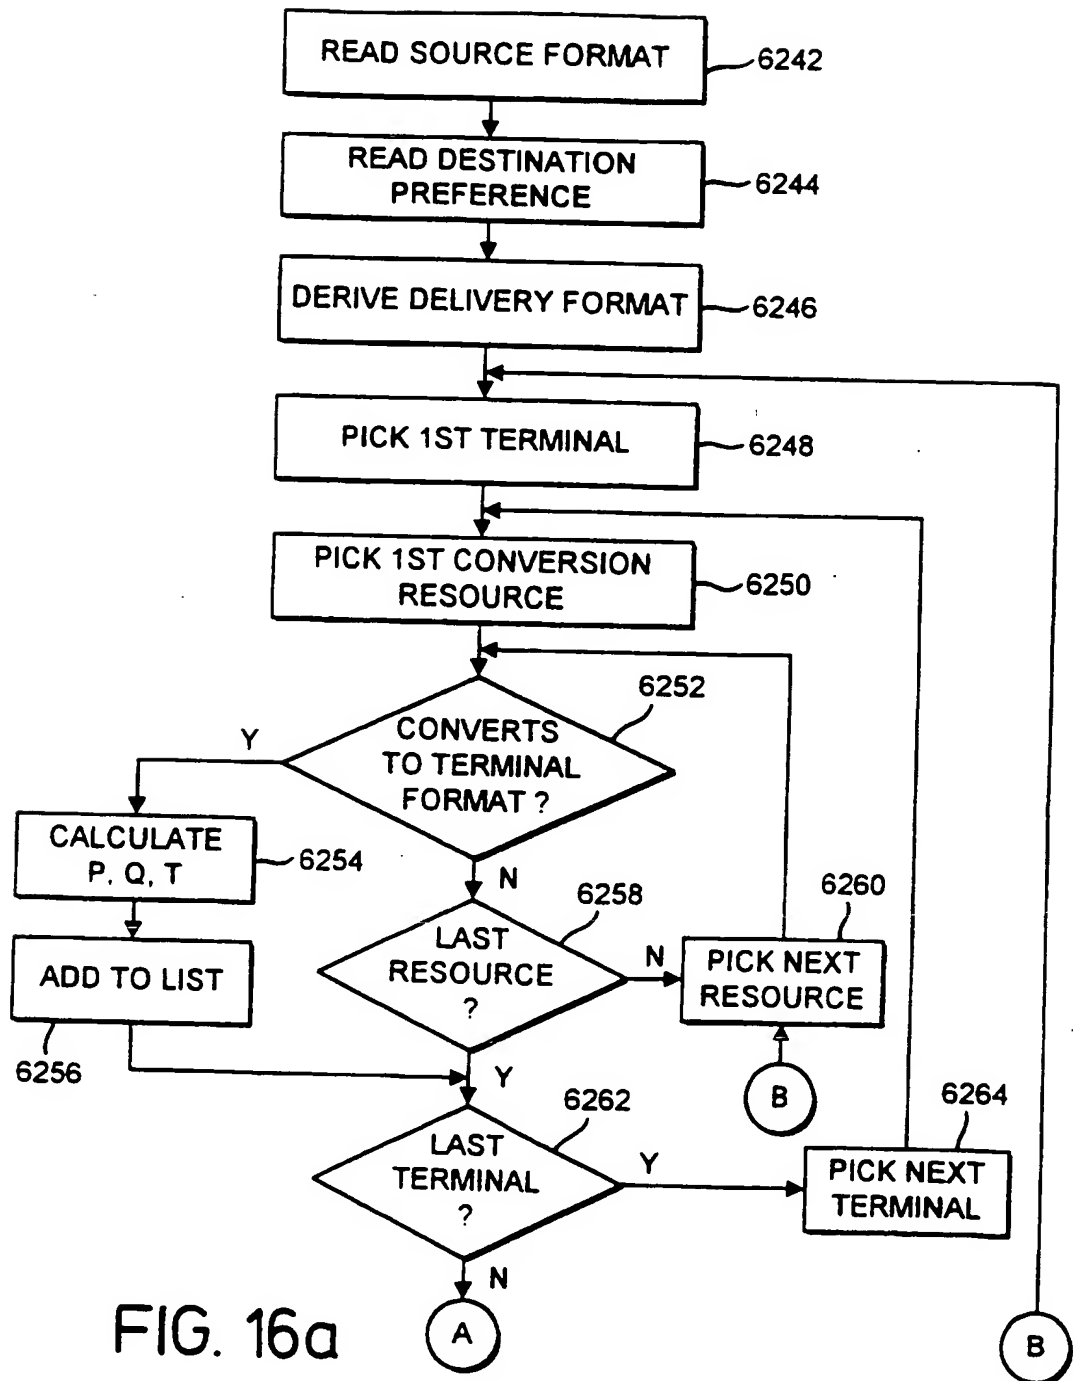 READ SOURCE FORMAT
6242
READ DESTINATION
PREFERENCE
6244
DERIVE DELIVERY FORMAT
6246
PICK 1ST TERMINAL
6248
PICK 1ST CONVERSION
RESOURCE
6250
6252
CONVERTS
TO TERMINAL
FORMAT ?
Y
CALCULATE
P, Q, T
6254
N
6258
6260
LAST
RESOURCE
?
N
PICK NEXT
RESOURCE
ADD TO LIST
6256
Y
B
6262
6264
LAST
TERMINAL
?
Y
PICK NEXT
TERMINAL
N
FIG. 16a
A
B